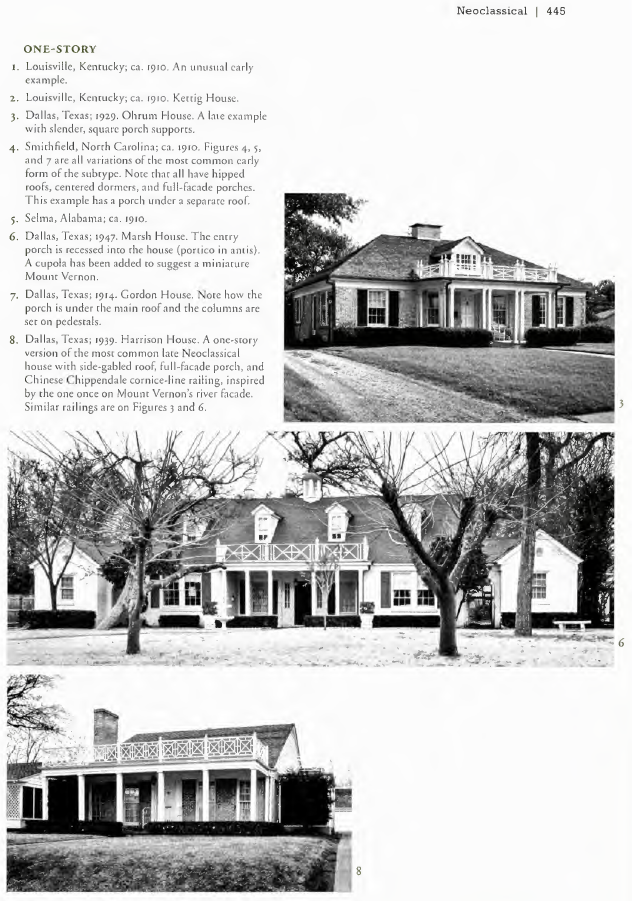 Neoclassical | 445
ONE-STORY
1. Louisville, Kentucky; ca. 1910. An unusual early
example.
2. Louisville, Kentucky; ca. 1910. Kettig House.
3. Dallas, Texas; 1929. Ohrum House. A late example
with slender, square porch supports.
4. Smithfield, North Carolina; ca. 1910. Figures 4, 5,
and 7 are all variations of the most common early
form of the subtype. Note that all have hipped
roofs, centered dormers, and full-facade porches.
This example has a porch under a separate roof.
5. Selma, Alabama; ca. 1910.
6. Dallas, Texas; 1947. Marsh House. The entry
porch is recessed into the house (portico in antis).
A cupola has been added to suggest a miniature
Mount Vernon.
7. Dallas, Texas; 1914. Gordon House. Note how the
porch is under the main roof and the columns are
set on pedestals.
8. Dallas, Texas; 1939. Harrison House. A one-story
version of the most common late Neoclassical
house with side-gabled roof, full-facade porch, and
Chinese Chippendale cornice-line railing, inspired
by the one once on Mount Vernon's river facade.
Similar railings are on Figures 3 and 6.
3
6
8